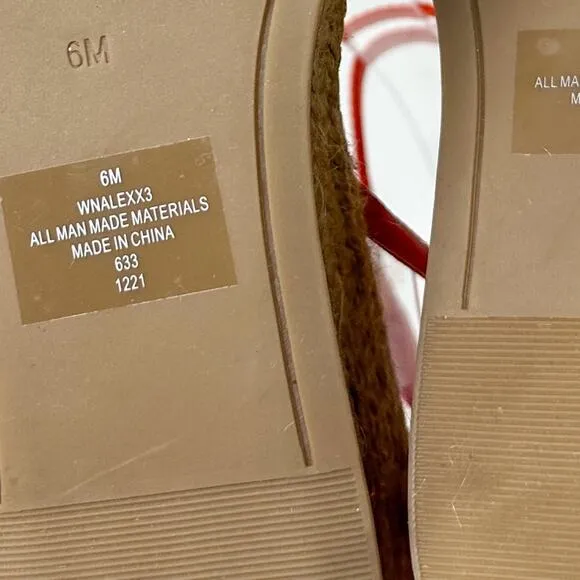 6M
6M
WNALEXX3
ALL MAN MADE MATERIALS
MADE IN CHINA
633
1221
ALL MA
M